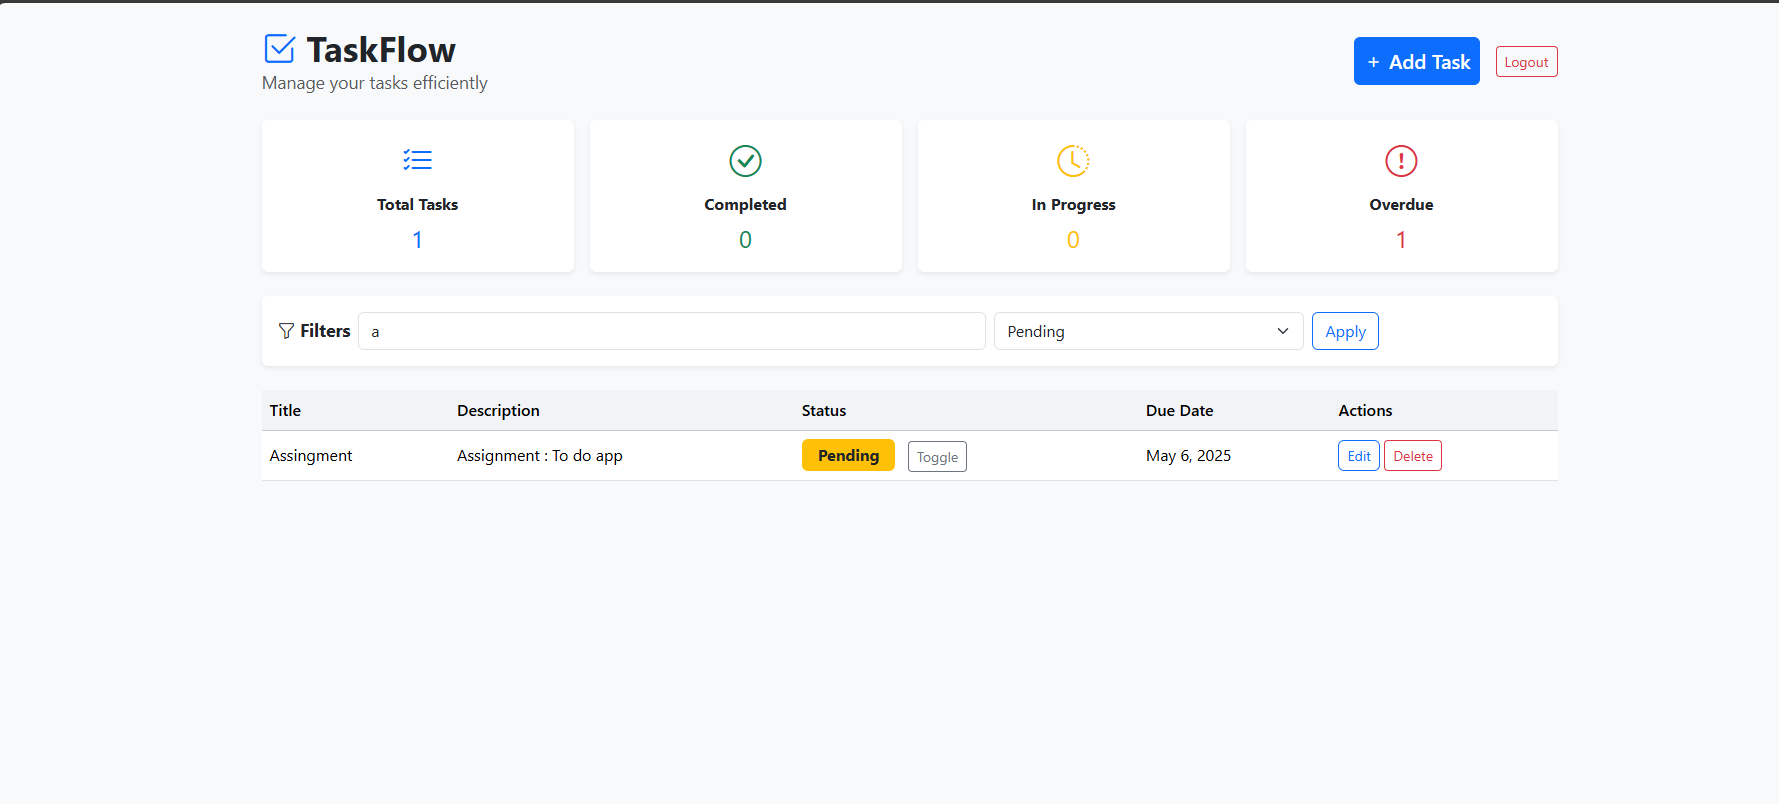 TaskFlow
Manage your tasks efficiently
+ Add Task
Logout
Total Tasks
1
Completed
0
In Progress
0
Overdue
1
Filters
a
Pending
Apply
Title Description Status Due Date Actions
Assingment Assignment : To do app Pending Toggle May 6, 2025 Edit Delete